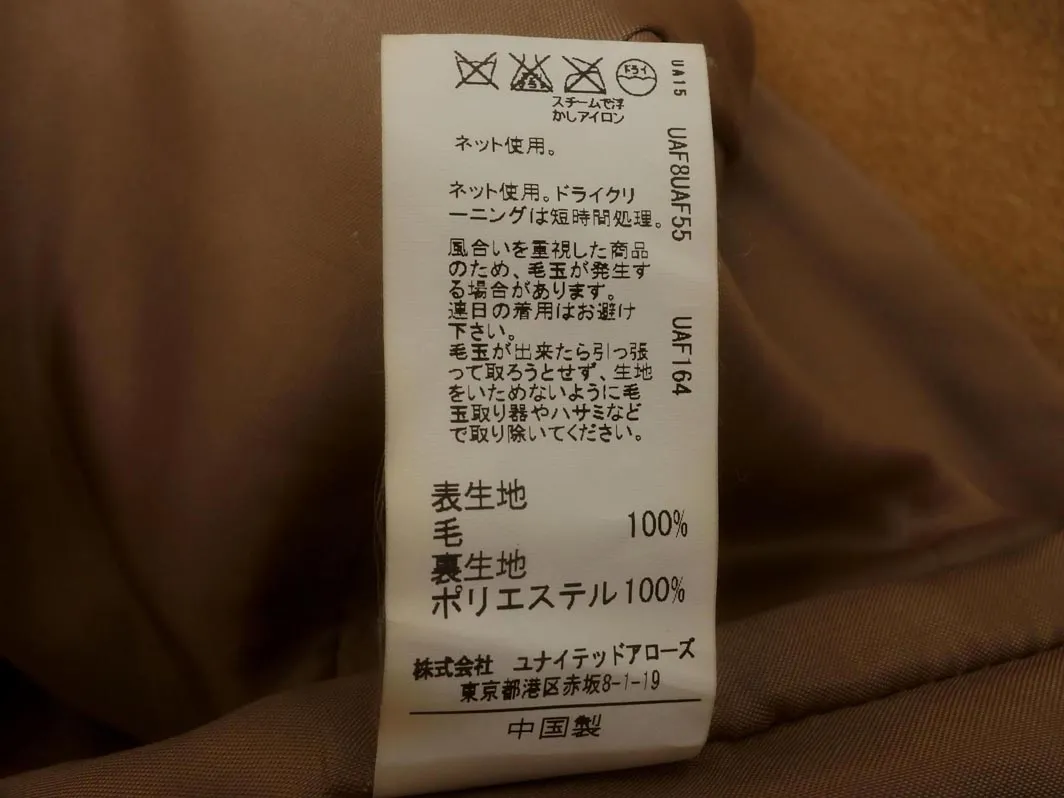 ドライ
スチームで浮
かしアイロン
ネット使用。
ネット使用。ドライクリ
ーニングは短時間処理。
風合いを重視した商品
のため、毛玉が発生す
る場合があります。
連日の着用はお避け
下さい。
毛玉が出来たら引っ張
って取ろうとせず、生地
をいためないように毛
玉取り器やハサミなど
で取り除いてください。
表生地
毛 100%
裏生地
ポリエステル 100%
株式会社 ユナイテッドアローズ
東京都港区赤坂8-1-19
中国製
UA15 UAF8UAF55 UAF164